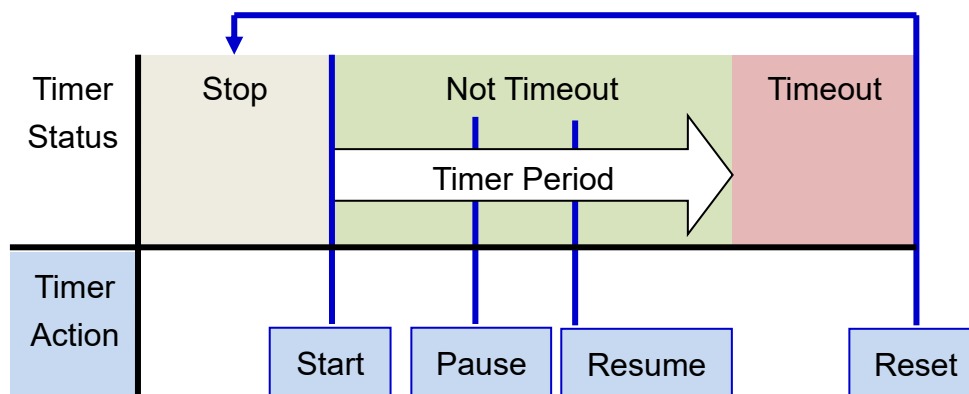 Timer
Status
Stop
Not Timeout
Timeout
Timer Period
Timer
Action
Start
Pause
Resume
Reset